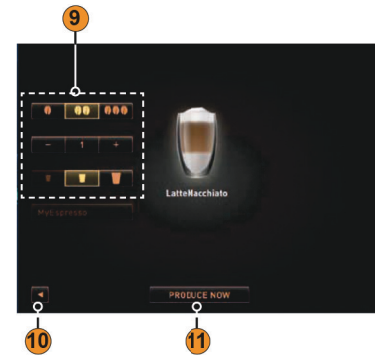 9
− 1 +
LatteMacchiato
MyEspresso
PRODUCE NOW
10
11